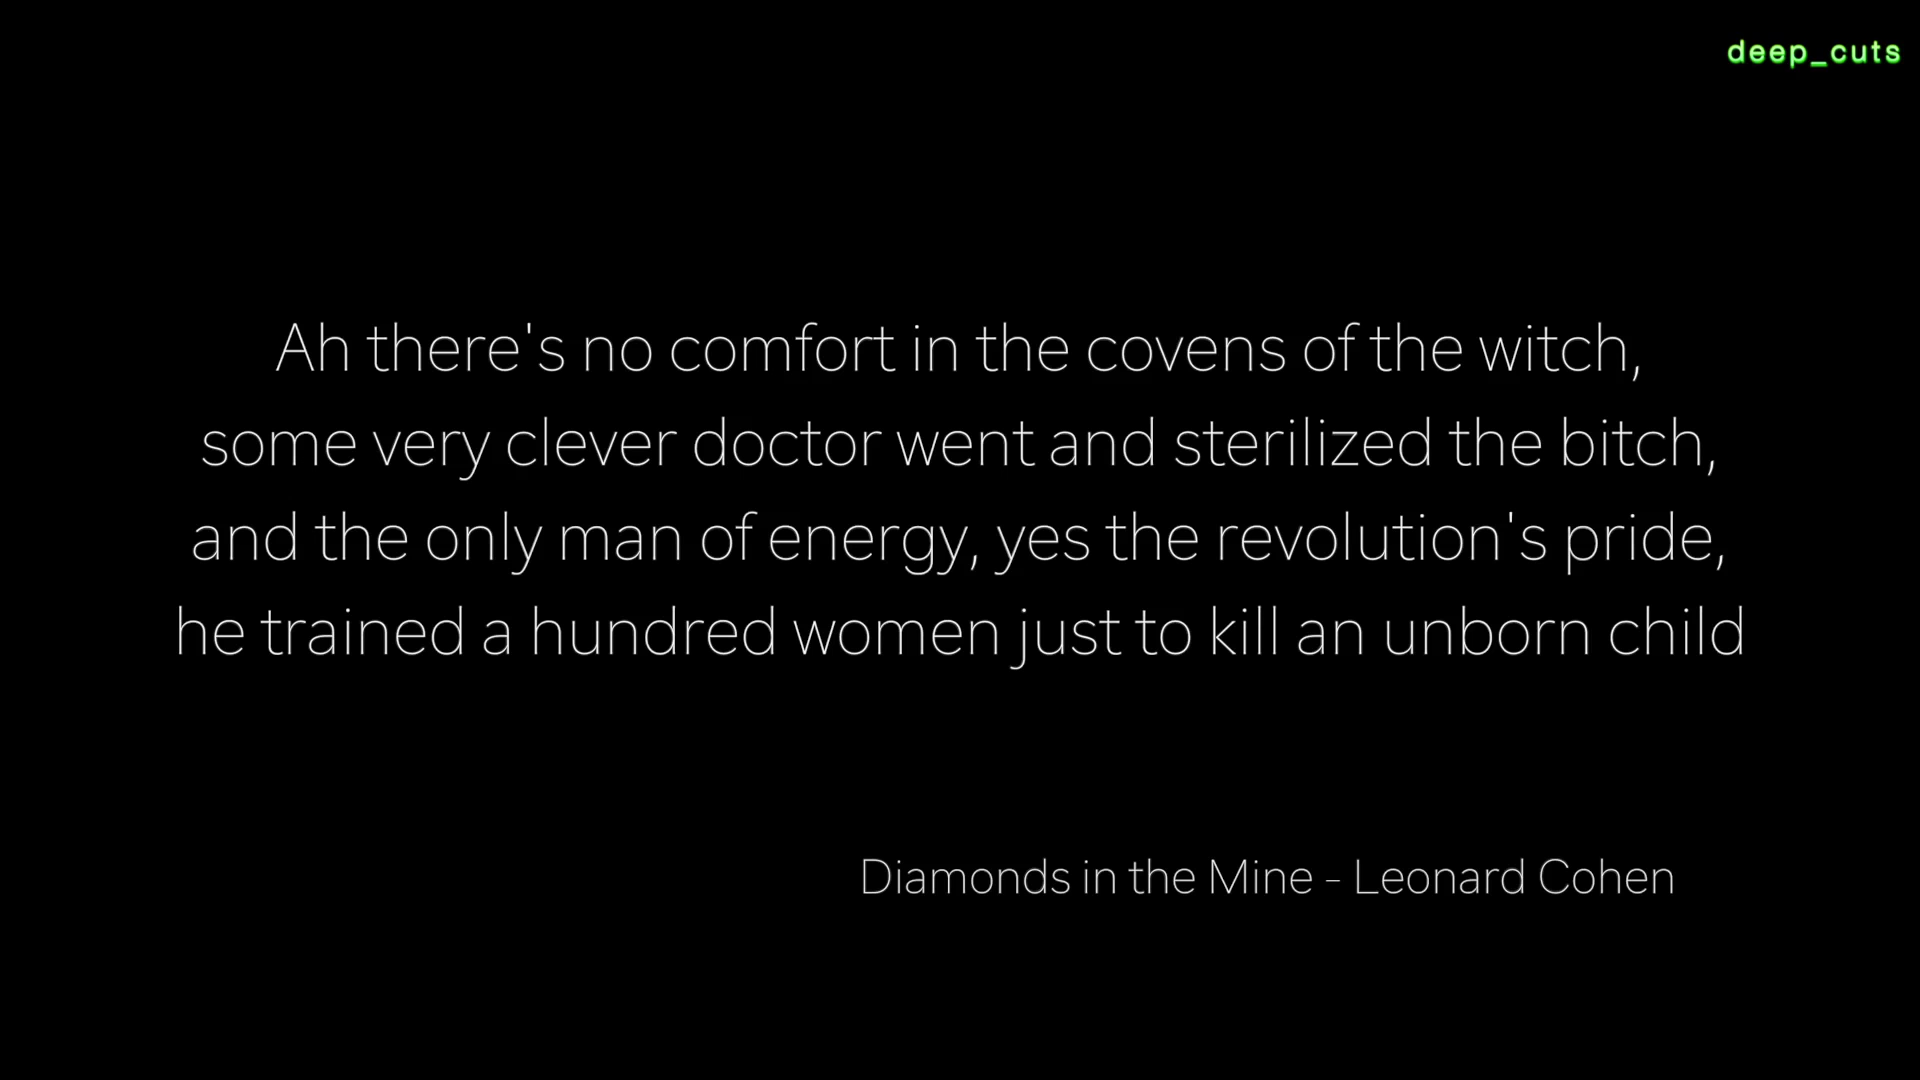 deep_cuts
Ah there's no comfort in the covens of the witch,
some very clever doctor went and sterilized the bitch,
and the only man of energy, yes the revolution's pride,
he trained a hundred women just to kill an unborn child
Diamonds in the Mine - Leonard Cohen